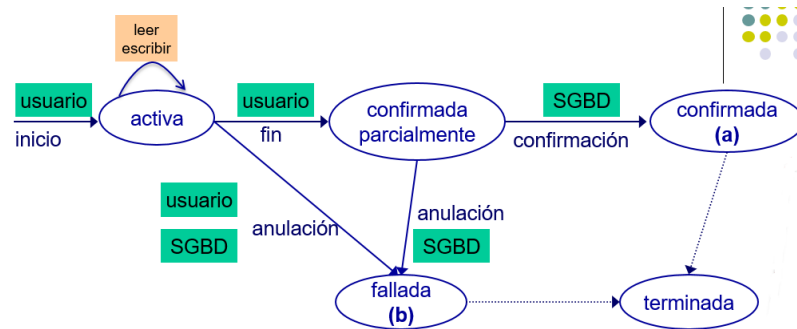 leer
escribir
usuario
inicio
activa
usuario
fin
confirmada
parcialmente
SGBD
confirmación
confirmada
(a)
usuario
SGBD
anulación
anulación
SGBD
fallada
(b)
terminada